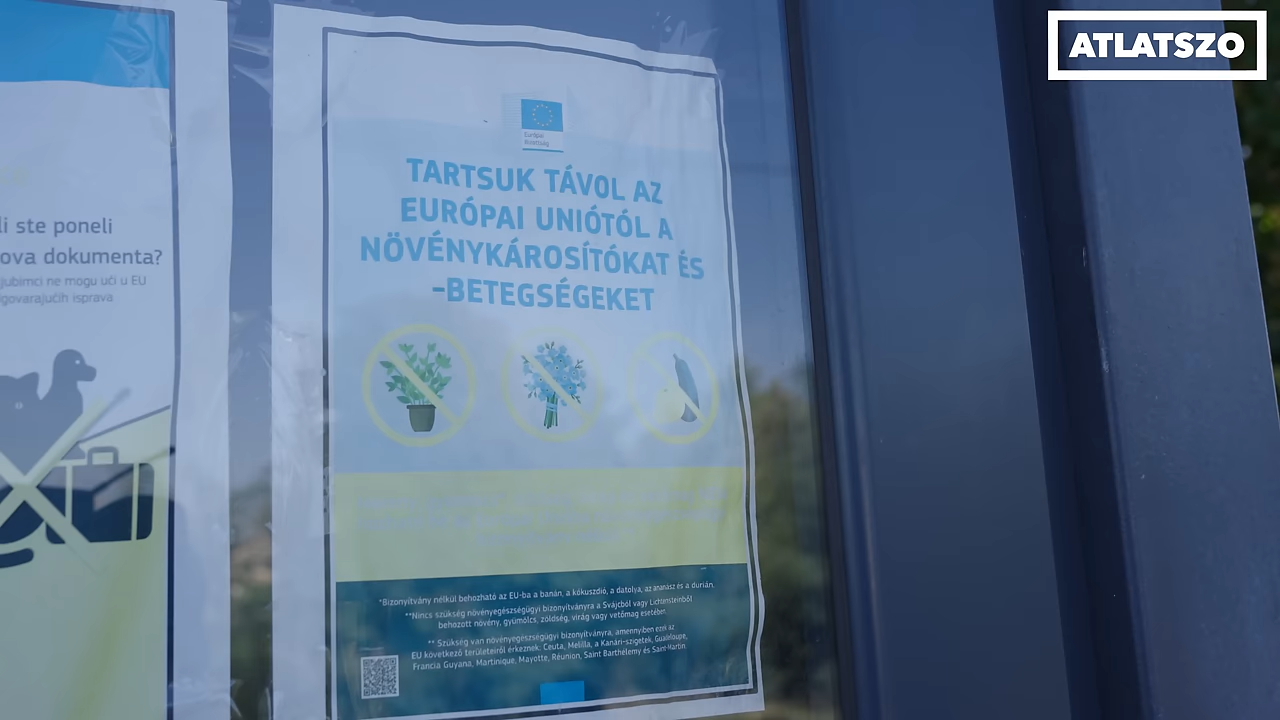 ATLATSZO
li ste poneli
ova dokumenta?
jubimci ne mogu ući u EU
govarajućih isprava
Európai
Bizottság
TARTSUK TÁVOL AZ
EURÓPAI UNIÓTÓL A
NÖVÉNYKÁROSÍTÓKAT ÉS
-BETEGSÉGEKET
*Bizonyítvány nélkül behozható az EU-ba a banán, a kókuszdió, a datolya, az ananász és a durián.
**Nincs szükség növényegészségügyi bizonyítványra a Svájcból vagy Lichtensteinből
behozott növény, gyümölcs, zöldség, virág vagy vetőmag esetében.
** Szükség van növényegészségügyi bizonyítványra, amennyiben ezek az
EU következő területeiről érkeznek: Ceuta, Melilla, a Kanári-szigetek, Guadeloupe,
Francia Guyana, Martinique, Mayotte, Réunion, Saint Barthélemy és Saint-Martin.